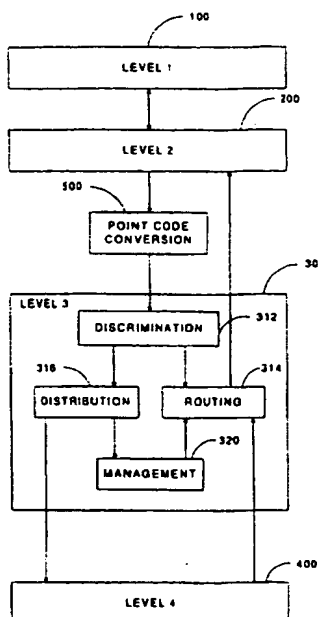 100
LEVEL 1
200
LEVEL 2
500
POINT CODE
CONVERSION
30
LEVEL 3
DISCRIMINATION
312
316
314
DISTRIBUTION
ROUTING
320
MANAGEMENT
400
LEVEL 4